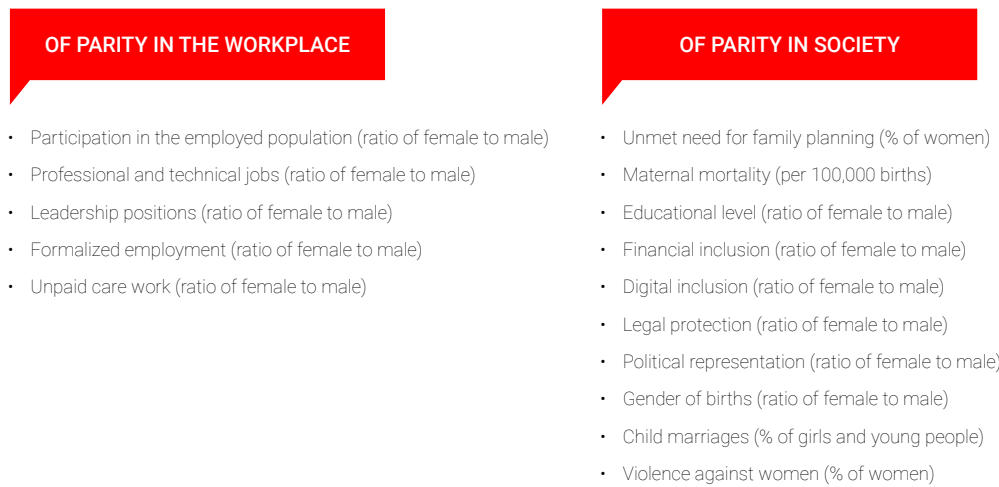 OF PARITY IN THE WORKPLACE
• Participation in the employed population (ratio of female to male)
• Professional and technical jobs (ratio of female to male)
• Leadership positions (ratio of female to male)
• Formalized employment (ratio of female to male)
• Unpaid care work (ratio of female to male)
OF PARITY IN SOCIETY
• Unmet need for family planning (% of women)
• Maternal mortality (per 100,000 births)
• Educational level (ratio of female to male)
• Financial inclusion (ratio of female to male)
• Digital inclusion (ratio of female to male)
• Legal protection (ratio of female to male)
• Political representation (ratio of female to male)
• Gender of births (ratio of female to male)
• Child marriages (% of girls and young people)
• Violence against women (% of women)